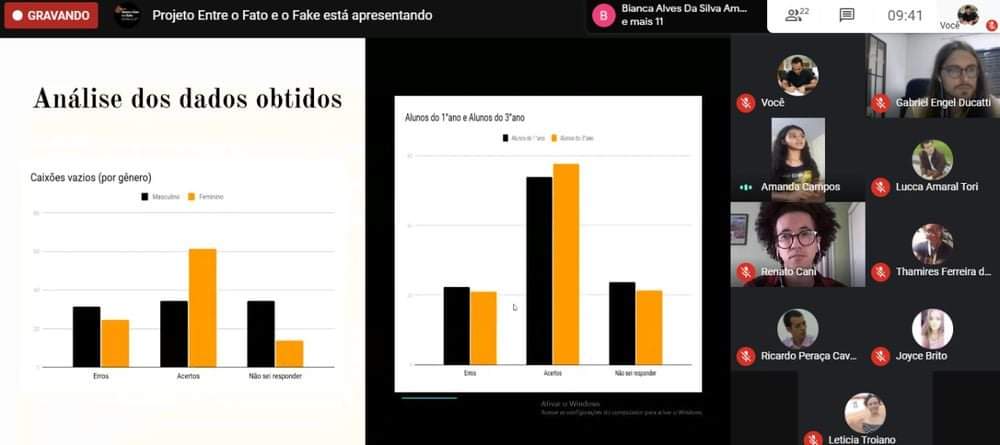 GRAVANDO
Projeto Entre o Fato e o Fake está apresentando
B
Bianca Alves Da Silva Am...
e mais 11
22
09:41
Você
Análise dos dados obtidos
Caixões vazios (por gênero)
Masculino
Feminino
80
60
40
20
0
Erros
Acertos
Não sei responder
Alunos do 1°ano e Alunos do 3°ano
Alunos do 1°ano
Alunos do 3°ano
Erros
Acertos
Não sei responder
Ativar o Windows
Acesse as configurações do computador para ativar o Windows.
Você
Gabriel Engel Ducatti
Amanda Campos
Lucca Amaral Tori
Renato Cani
Thamires Ferreira d...
Ricardo Peraça Cav...
Joyce Brito
Leticia Troiano